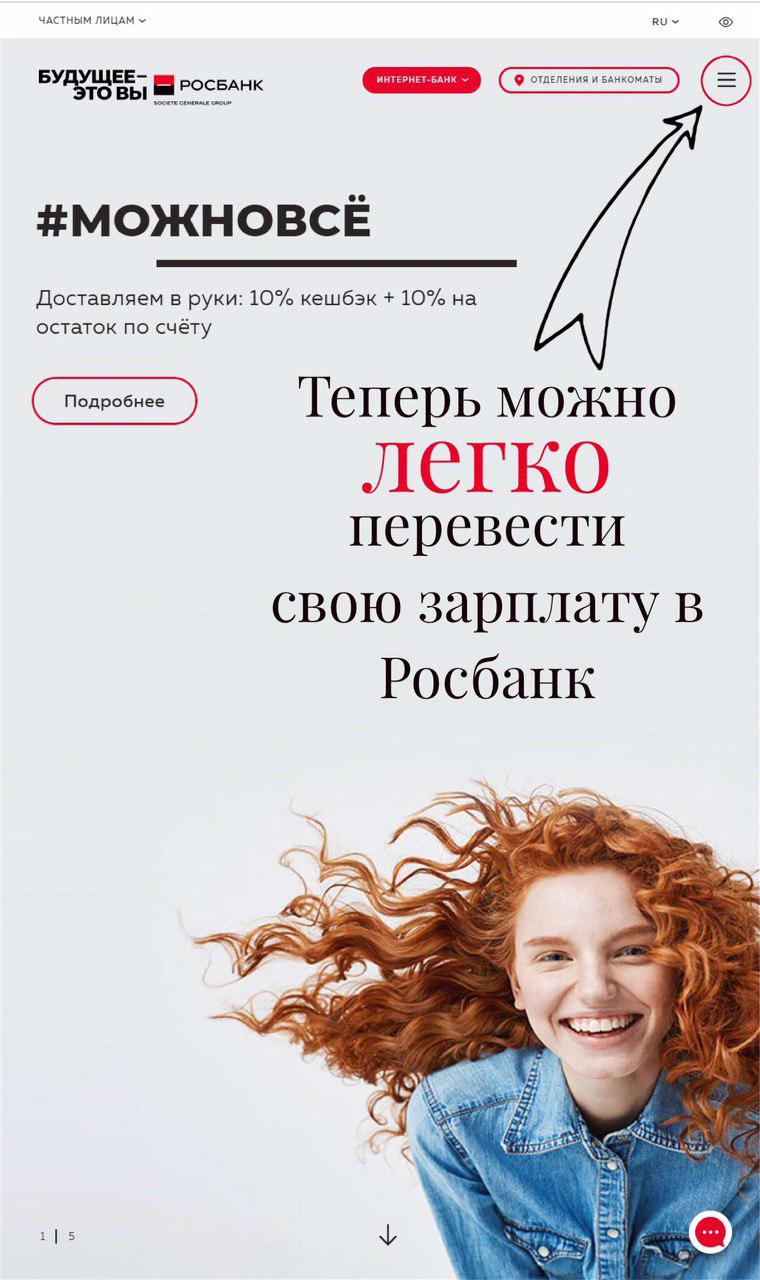 ЧАСТНЫМ ЛИЦАМ
RU
БУДУЩЕЕ–
ЭТО ВЫ
РОСБАНК
SOCIETE GENERALE GROUP
ИНТЕРНЕТ-БАНК
ОТДЕЛЕНИЯ И БАНКОМАТЫ
#МОЖНОВСЁ
Доставляем в руки: 10% кешбэк + 10% на
остаток по счёту
Подробнее
Теперь можно
легко
перевести
свою зарплату в
Росбанк
1 | 5